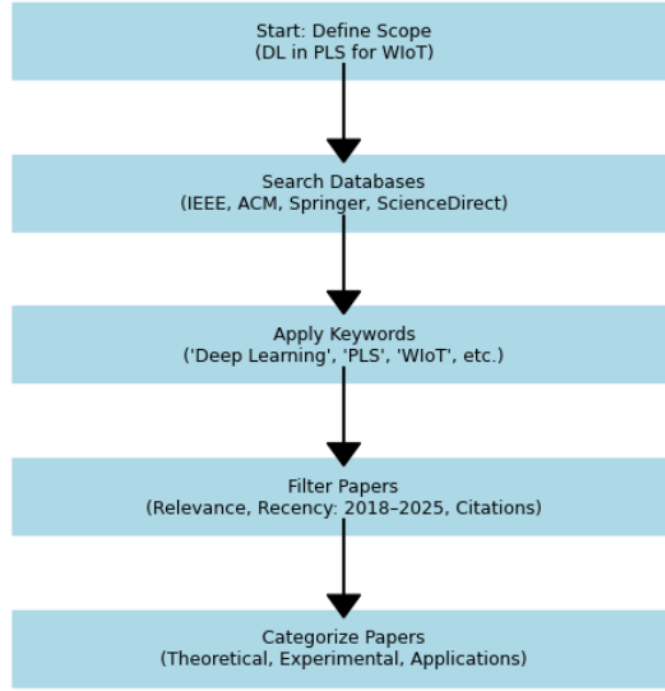 Start: Define Scope
(DL in PLS for WIoT)
Search Databases
(IEEE, ACM, Springer, ScienceDirect)
Apply Keywords
('Deep Learning', 'PLS', 'WIoT', etc.)
Filter Papers
(Relevance, Recency: 2018–2025, Citations)
Categorize Papers
(Theoretical, Experimental, Applications)